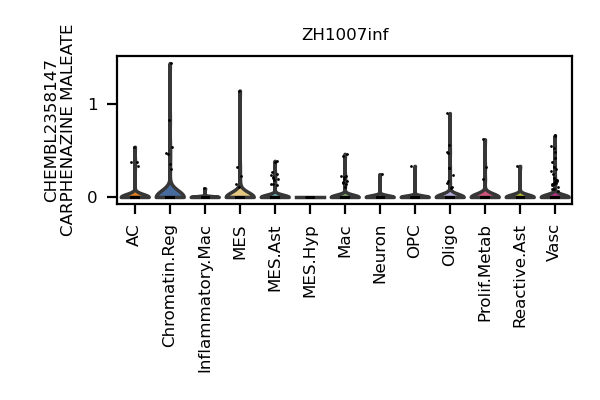 ZH1007inf
CHEMBL2358147
CARPHENAZINE MALEATE
1
0
AC
Chromatin.Reg
Inflammatory.Mac
MES
MES.Ast
MES.Hyp
Mac
Neuron
OPC
Oligo
Prolif.Metab
Reactive.Ast
Vasc